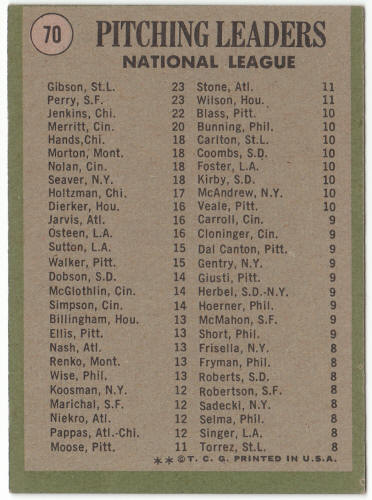 70
PITCHING LEADERS
NATIONAL LEAGUE
Gibson, St.L. 23
Perry, S.F. 23
Jenkins, Chi. 22
Merritt, Cin. 20
Hands,Chi. 18
Morton, Mont. 18
Nolan, Cin. 18
Seaver, N.Y. 18
Holtzman, Chi. 17
Dierker, Hou. 16
Jarvis, Atl. 16
Osteen, L.A. 16
Sutton, L.A. 15
Walker, Pitt. 15
Dobson, S.D. 14
McGlothlin, Cin. 14
Simpson, Cin. 14
Billingham, Hou. 13
Ellis, Pitt. 13
Nash, Atl. 13
Renko, Mont. 13
Wise, Phil. 13
Koosman, N.Y. 12
Marichal, S.F. 12
Niekro, Atl. 12
Pappas, Atl.-Chi. 12
Moose, Pitt. 11
Stone, Atl. 11
Wilson, Hou. 11
Blass, Pitt. 10
Bunning, Phil. 10
Carlton, St.L. 10
Coombs, S.D. 10
Foster, L.A. 10
Kirby, S.D. 10
McAndrew, N.Y. 10
Veale, Pitt. 10
Carroll, Cin. 9
Cloninger, Cin. 9
Dal Canton, Pitt. 9
Gentry, N.Y. 9
Giusti, Pitt. 9
Herbel, S.D.-N.Y. 9
Hoerner, Phil. 9
McMahon, S.F. 9
Short, Phil. 9
Frisella, N.Y. 8
Fryman, Phil. 8
Roberts, S.D. 8
Robertson, S.F. 8
Sadecki, N.Y. 8
Selma, Phil. 8
Singer, L.A. 8
Torrez, St.L. 8
**©T. C. G. PRINTED IN U.S.A.